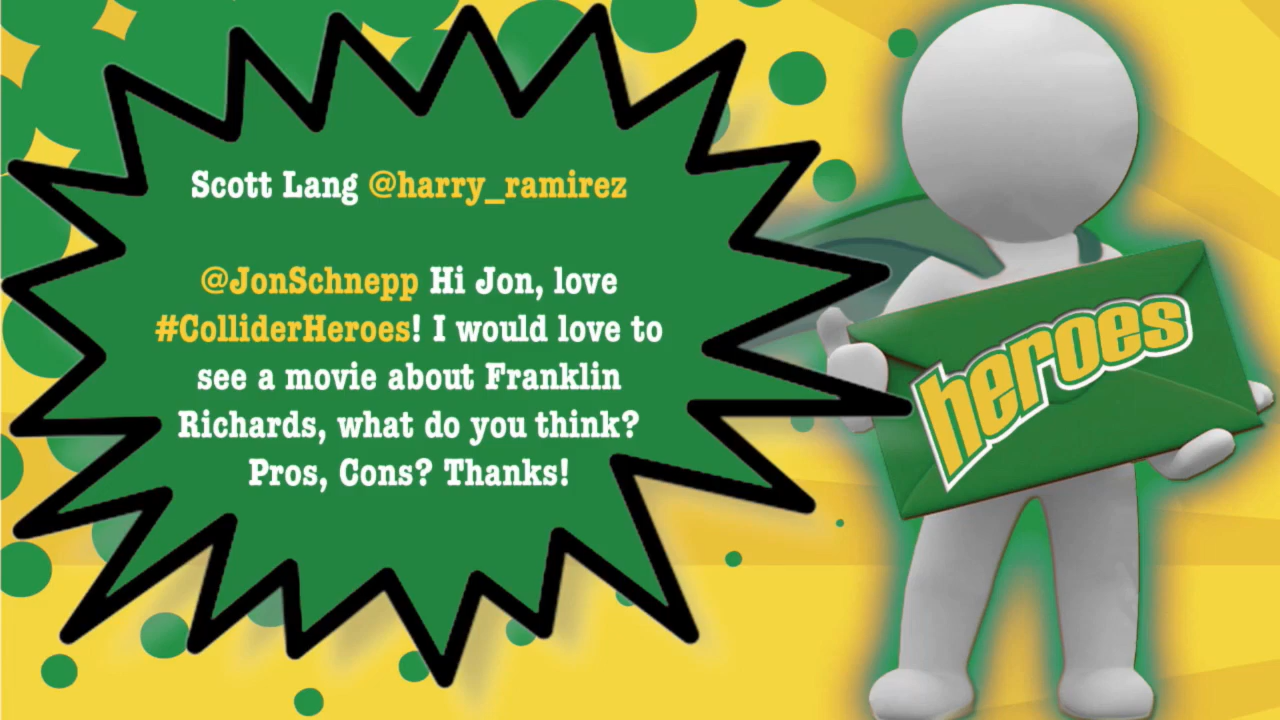 Scott Lang @harry_ramirez
@JonSchnepp Hi Jon, love
#ColliderHeroes! I would love to
see a movie about Franklin
Richards, what do you think?
Pros, Cons? Thanks!
heroes